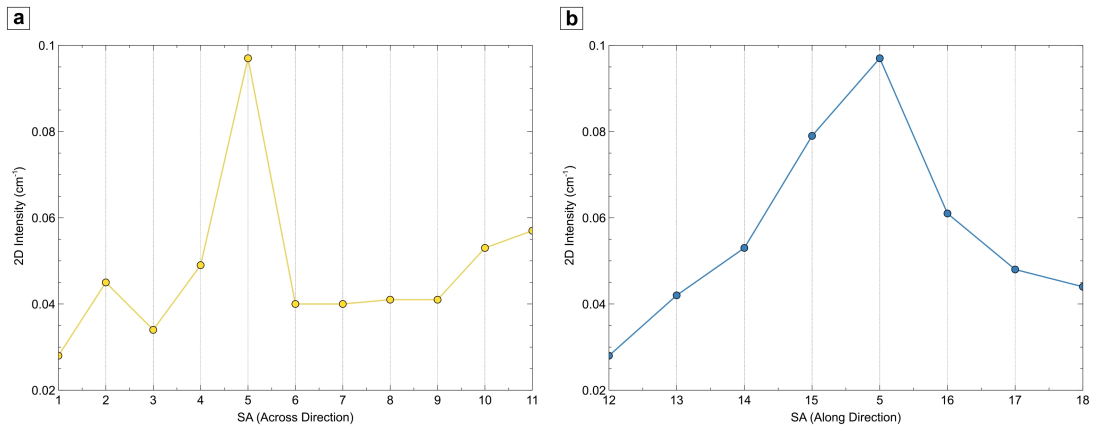 a
0.1
0.08
0.06
0.04
0.02
2D Intensity (cm⁻¹)
1 2 3 4 5 6 7 8 9 10 11
SA (Across Direction)
b
0.1
0.08
0.06
0.04
0.02
2D Intensity (cm⁻¹)
12 13 14 15 5 16 17 18
SA (Along Direction)